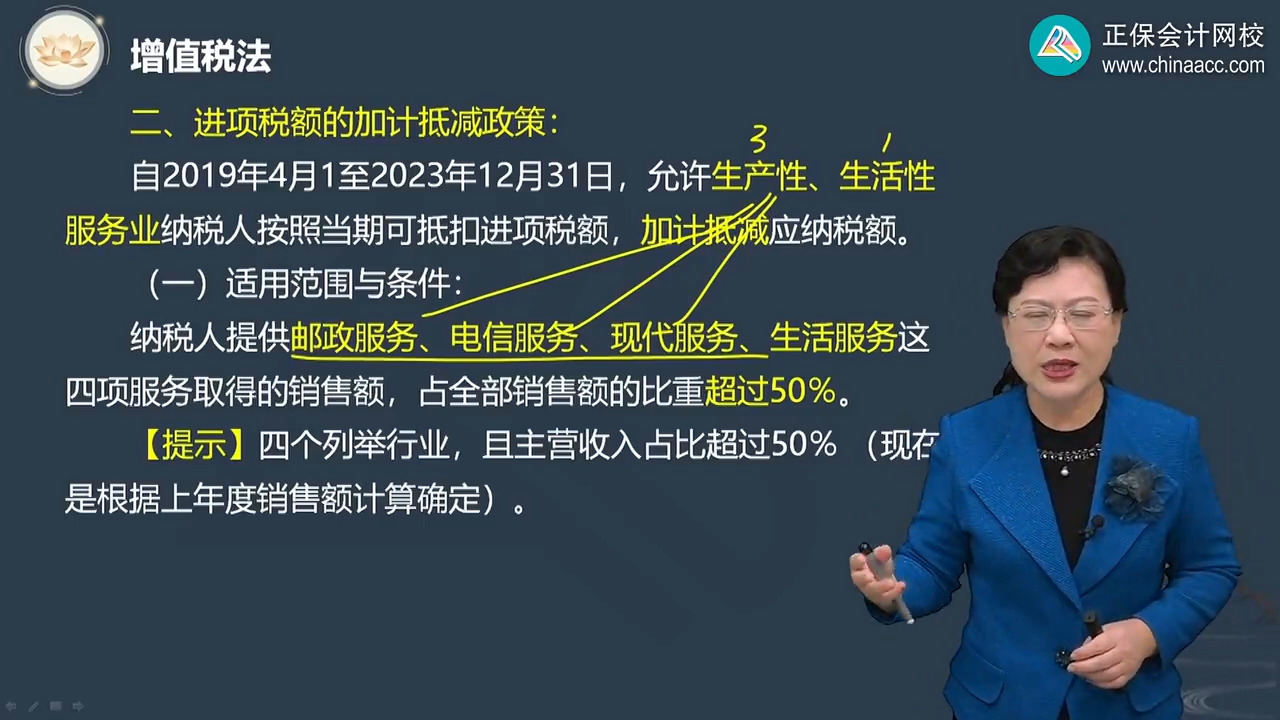 增值税法
正保会计网校
www.chinaacc.com
二、进项税额的加计抵减政策：
3 1
自2019年4月1至2023年12月31日，允许生产性、生活性
服务业纳税人按照当期可抵扣进项税额，加计抵减应纳税额。
（一）适用范围与条件：
纳税人提供邮政服务、电信服务、现代服务、生活服务这
四项服务取得的销售额，占全部销售额的比重超过50%。
【提示】四个列举行业，且主营收入占比超过50% （现在
是根据上年度销售额计算确定）。